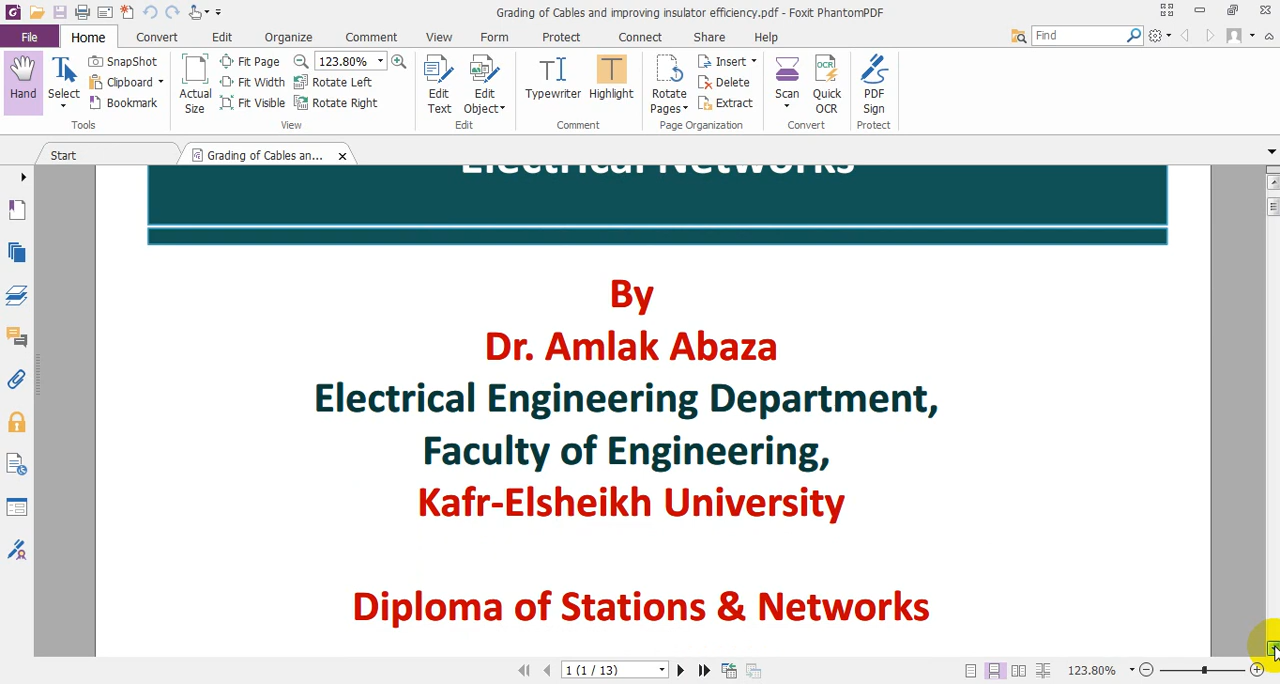 Grading of Cables and improving insulator efficiency.pdf - Foxit PhantomPDF
File Home Convert Edit Organize Comment View Form Protect Connect Share Help Find
Hand Select SnapShot Clipboard Bookmark
Tools
Actual Size Fit Page Fit Width Fit Visible 123.80% Rotate Left Rotate Right
View
Edit Text Edit Object
Edit
Typewriter Highlight
Comment
Rotate Pages Insert Delete Extract
Page Organization
Scan Quick OCR
Convert
PDF Sign
Protect
Start Grading of Cables an...
Electrical Networks
By
Dr. Amlak Abaza
Electrical Engineering Department,
Faculty of Engineering,
Kafr-Elsheikh University
Diploma of Stations & Networks
1 (1 / 13) 123.80%